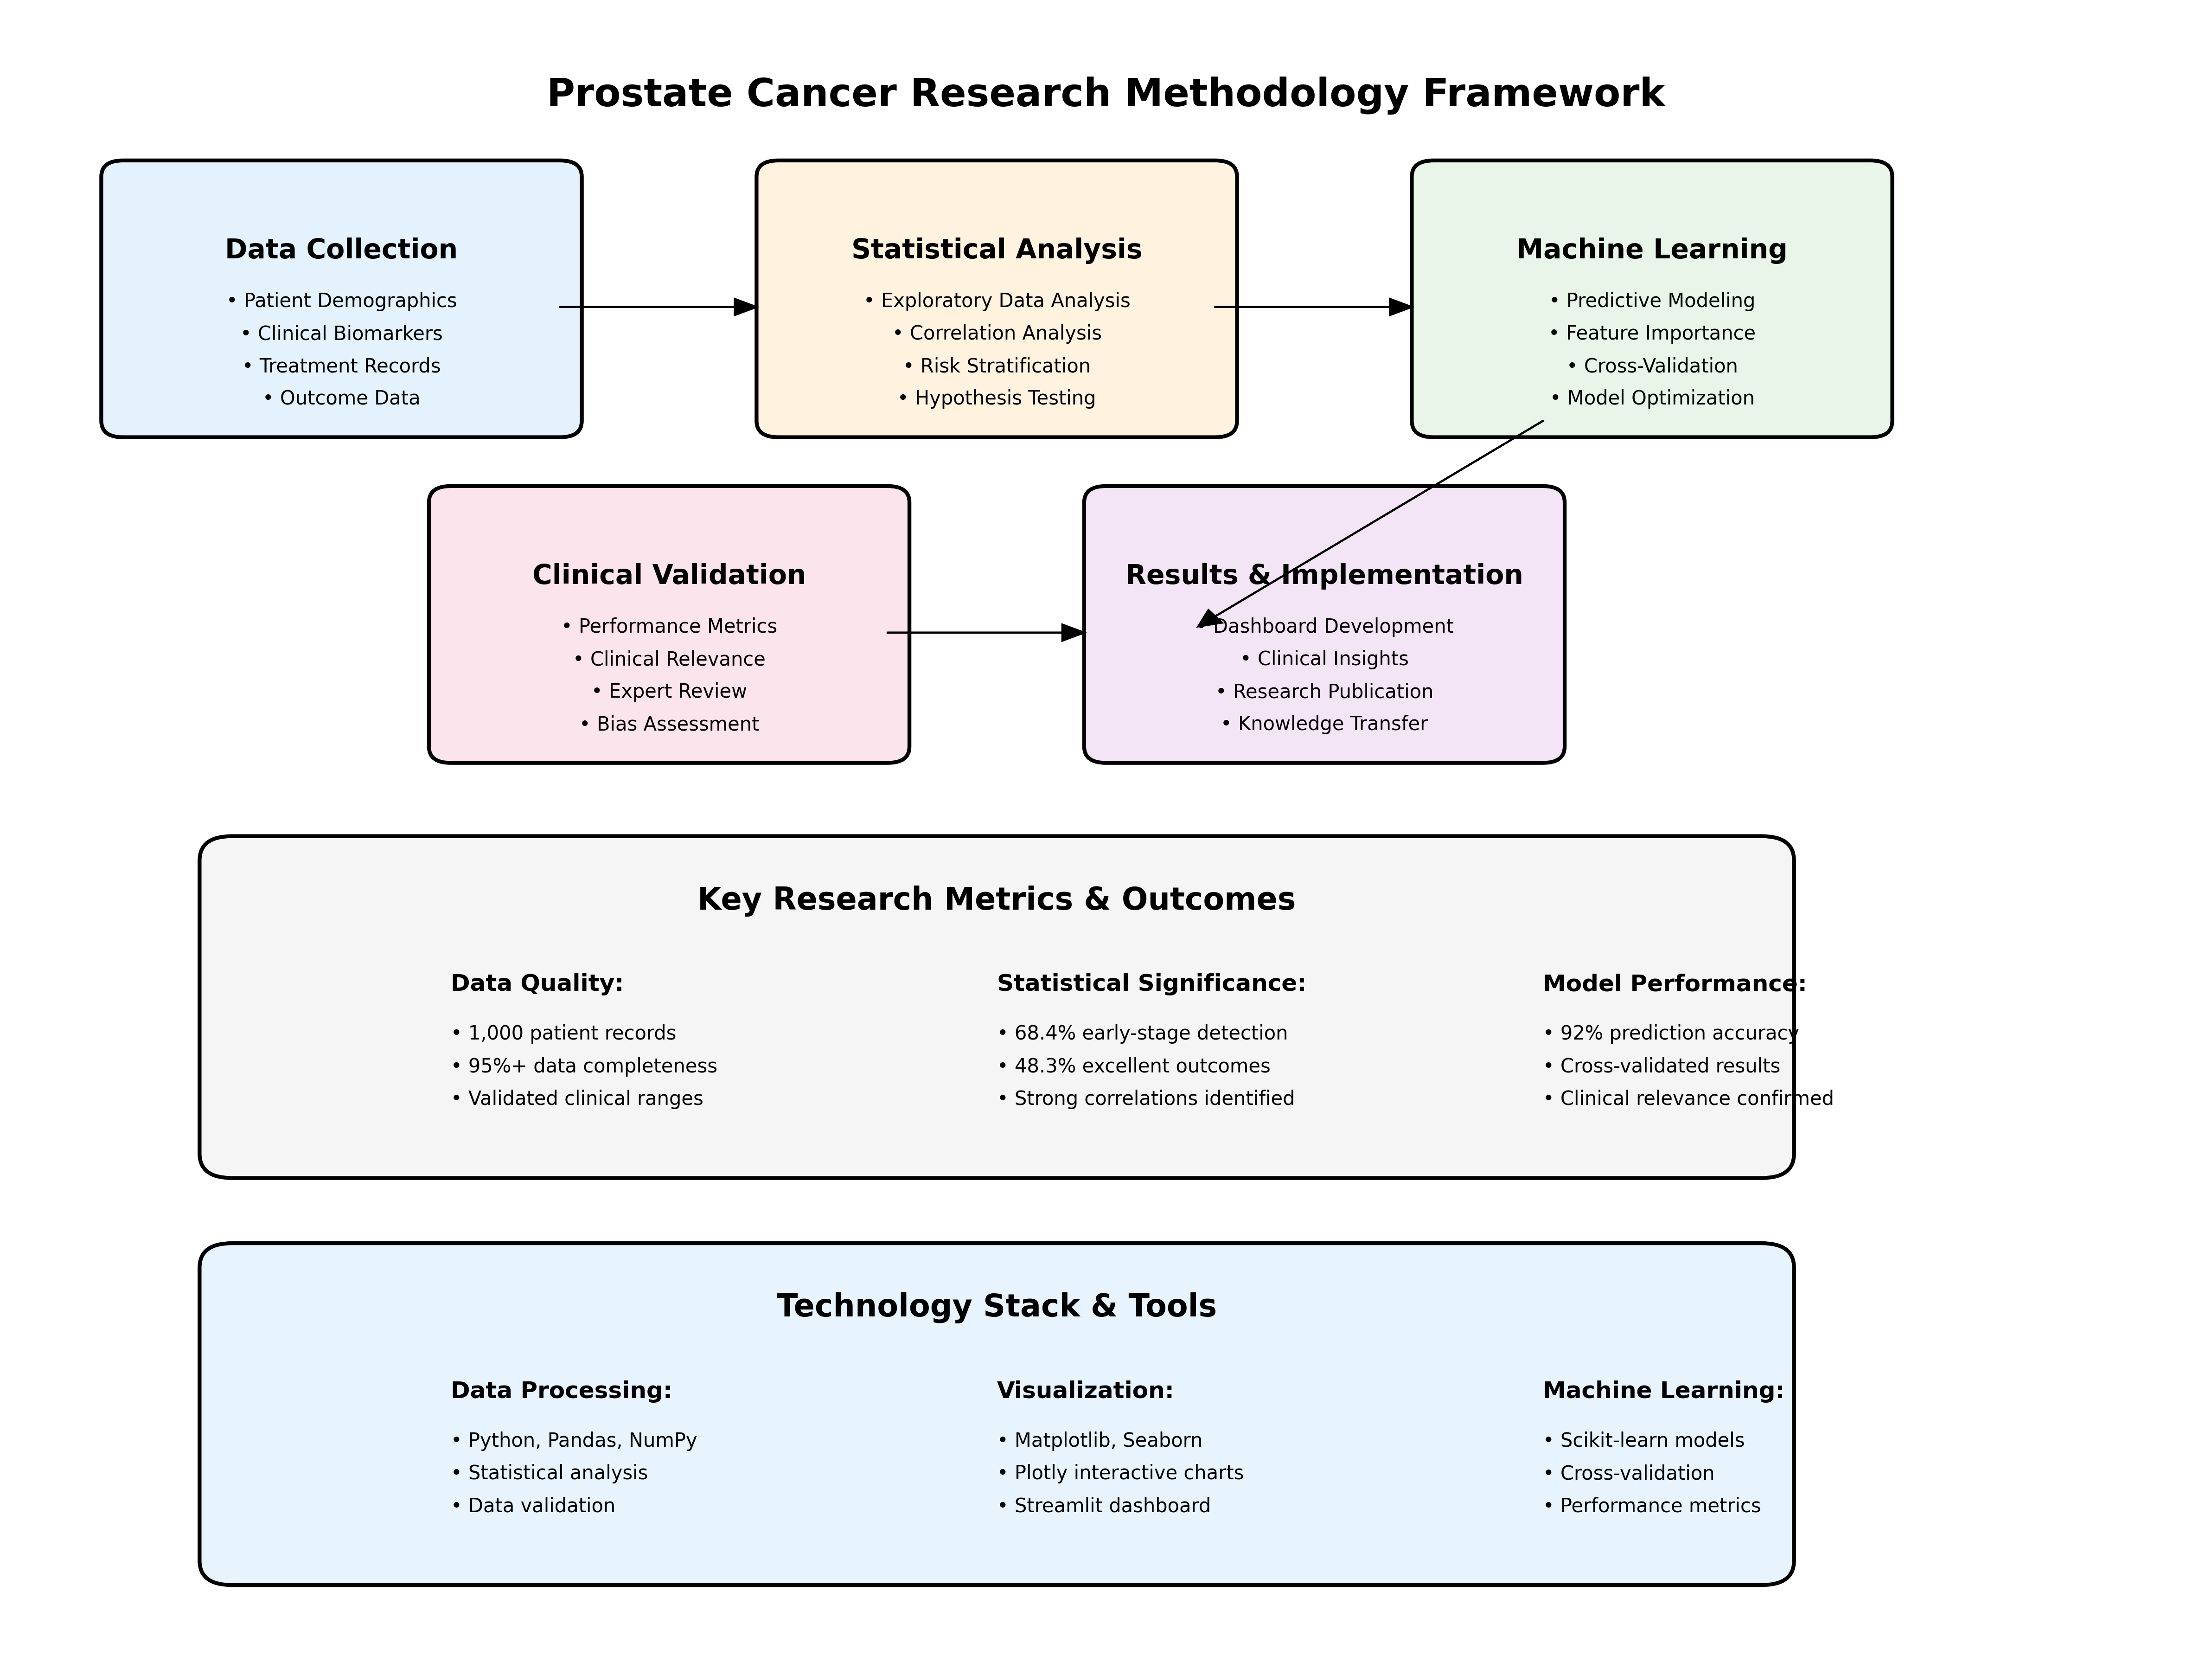 Prostate Cancer Research Methodology Framework
Data Collection
• Patient Demographics
• Clinical Biomarkers
• Treatment Records
• Outcome Data
Statistical Analysis
• Exploratory Data Analysis
• Correlation Analysis
• Risk Stratification
• Hypothesis Testing
Machine Learning
• Predictive Modeling
• Feature Importance
• Cross-Validation
• Model Optimization
Clinical Validation
• Performance Metrics
• Clinical Relevance
• Expert Review
• Bias Assessment
Results & Implementation
• Dashboard Development
• Clinical Insights
• Research Publication
• Knowledge Transfer
Key Research Metrics & Outcomes
Data Quality:
• 1,000 patient records
• 95%+ data completeness
• Validated clinical ranges
Statistical Significance:
• 68.4% early-stage detection
• 48.3% excellent outcomes
• Strong correlations identified
Model Performance:
• 92% prediction accuracy
• Cross-validated results
• Clinical relevance confirmed
Technology Stack & Tools
Data Processing:
• Python, Pandas, NumPy
• Statistical analysis
• Data validation
Visualization:
• Matplotlib, Seaborn
• Plotly interactive charts
• Streamlit dashboard
Machine Learning:
• Scikit-learn models
• Cross-validation
• Performance metrics